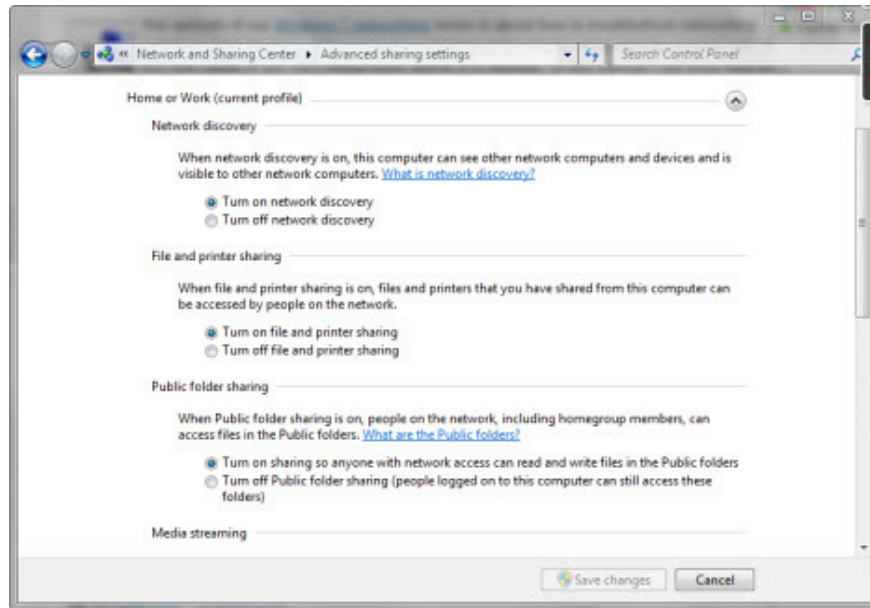 « Network and Sharing Center ▸ Advanced sharing settings
Search Control Panel
Home or Work (current profile)
Network discovery
When network discovery is on, this computer can see other network computers and devices and is
visible to other network computers. What is network discovery?
Turn on network discovery
Turn off network discovery
File and printer sharing
When file and printer sharing is on, files and printers that you have shared from this computer can
be accessed by people on the network.
Turn on file and printer sharing
Turn off file and printer sharing
Public folder sharing
When Public folder sharing is on, people on the network, including homegroup members, can
access files in the Public folders. What are the Public folders?
Turn on sharing so anyone with network access can read and write files in the Public folders
Turn off Public folder sharing (people logged on to this computer can still access these
folders)
Media streaming
Save changes
Cancel